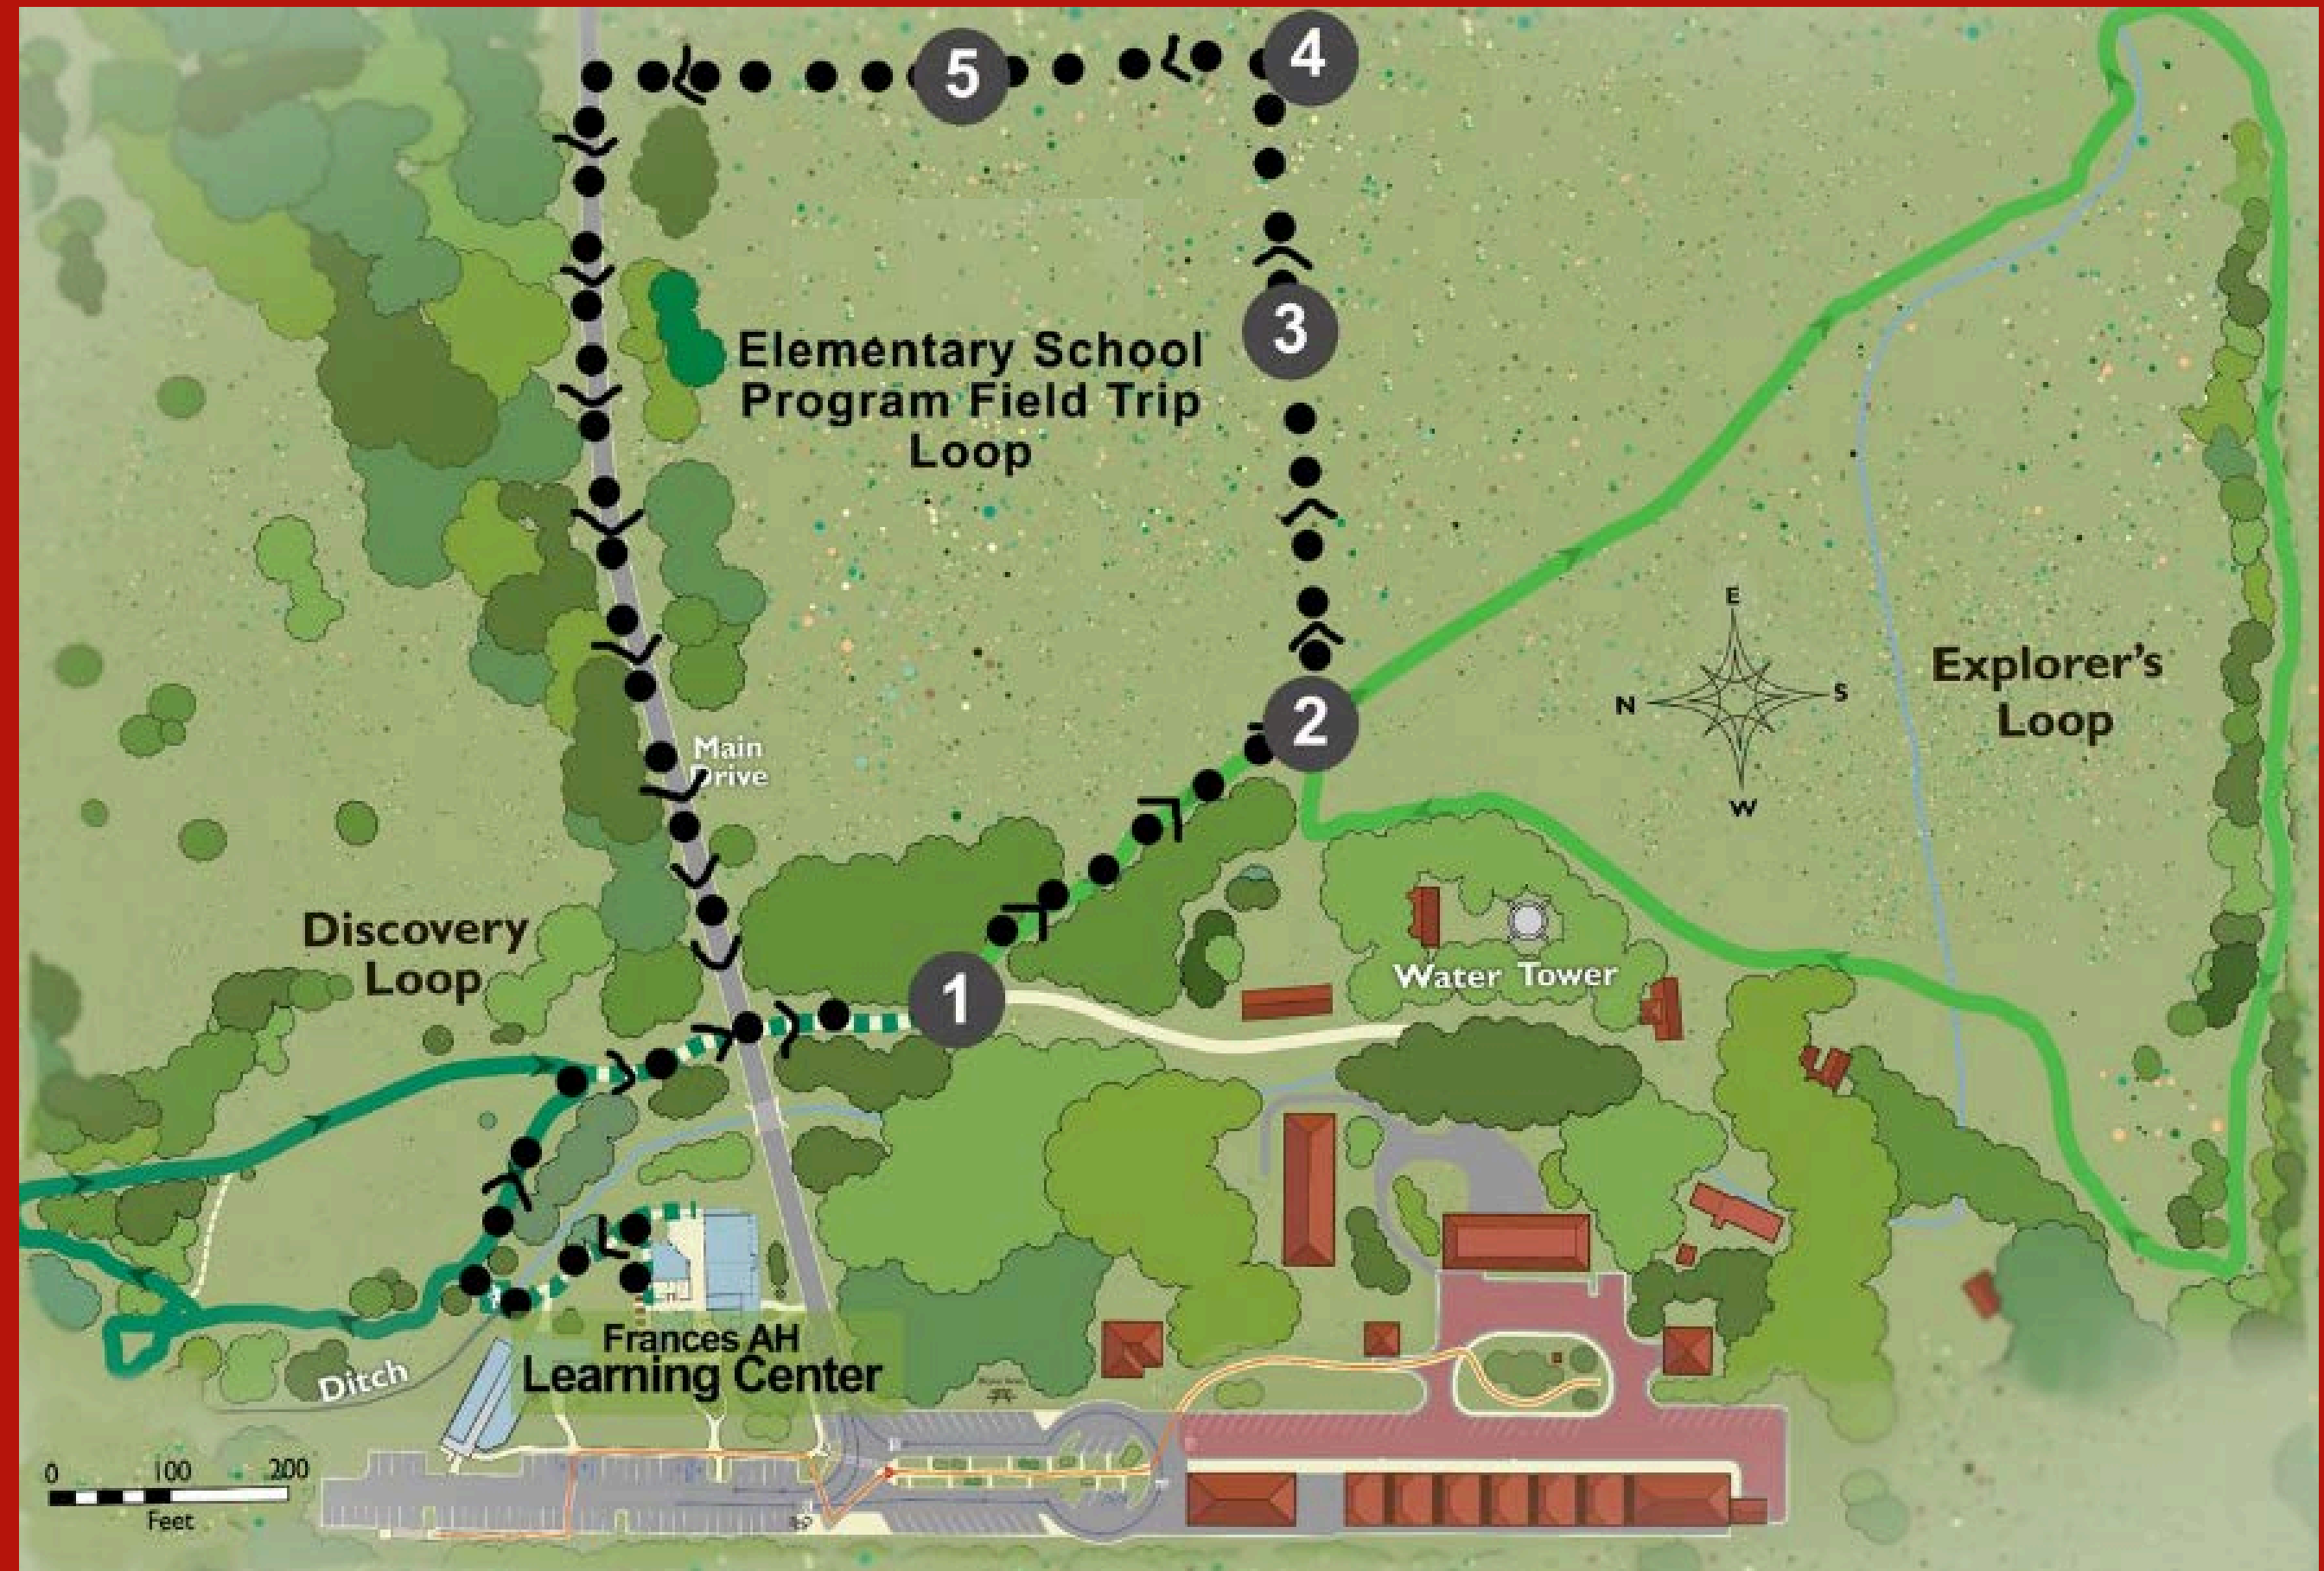 5
4
3
Elementary School
Program Field Trip
Loop
E
N
S
W
Explorer's
Loop
2
Main
Drive
Discovery
Loop
1
Water Tower
Frances AH
Learning Center
Ditch
0 100 200
Feet